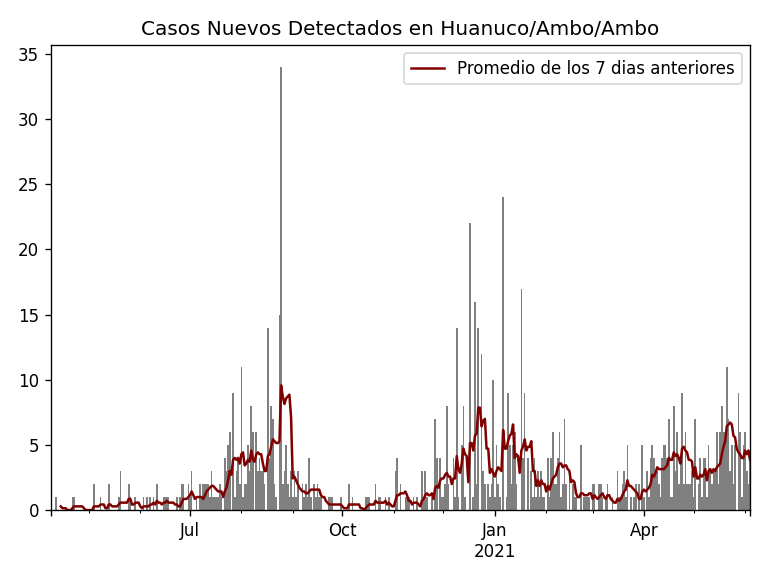 Casos Nuevos Detectados en Huanuco/Ambo/Ambo
Promedio de los 7 dias anteriores
35
30
25
20
15
10
5
0
Jul
Oct
Jan
2021
Apr